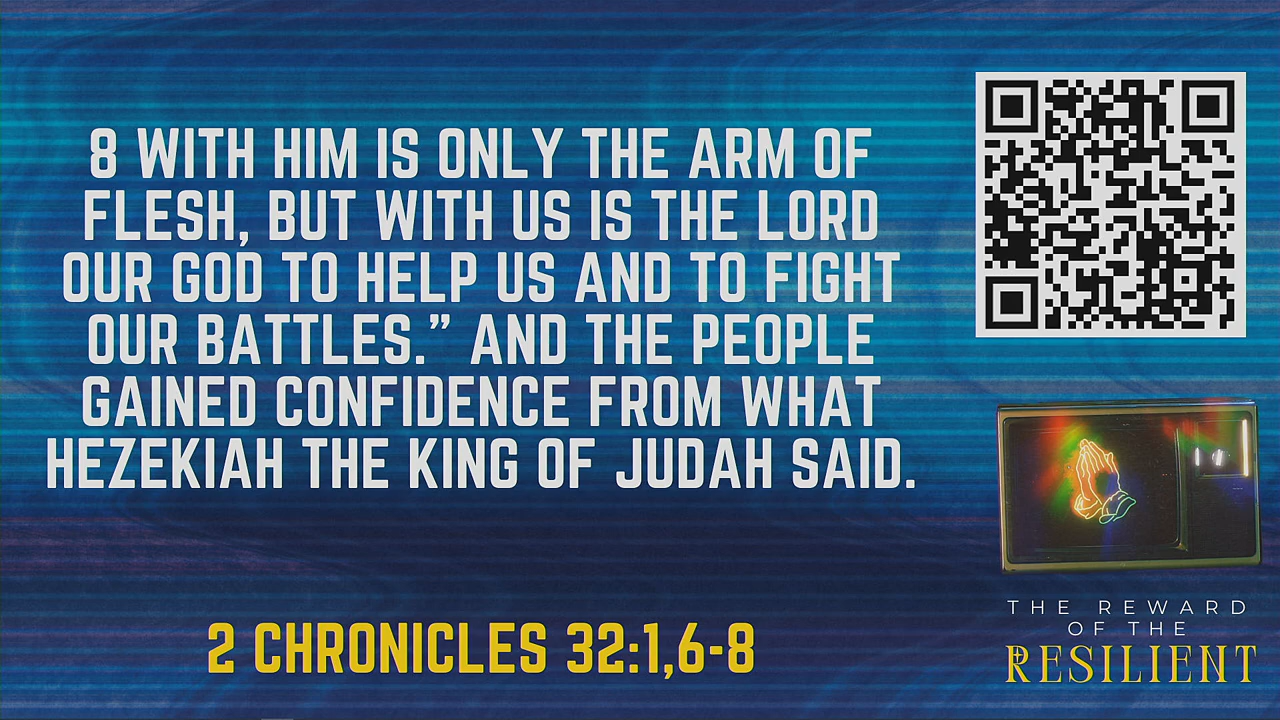 8 WITH HIM IS ONLY THE ARM OF
FLESH, BUT WITH US IS THE LORD
OUR GOD TO HELP US AND TO FIGHT
OUR BATTLES.” AND THE PEOPLE
GAINED CONFIDENCE FROM WHAT
HEZEKIAH THE KING OF JUDAH SAID.
2 CHRONICLES 32:1,6-8
THE REWARD
OF THE
RESILIENT